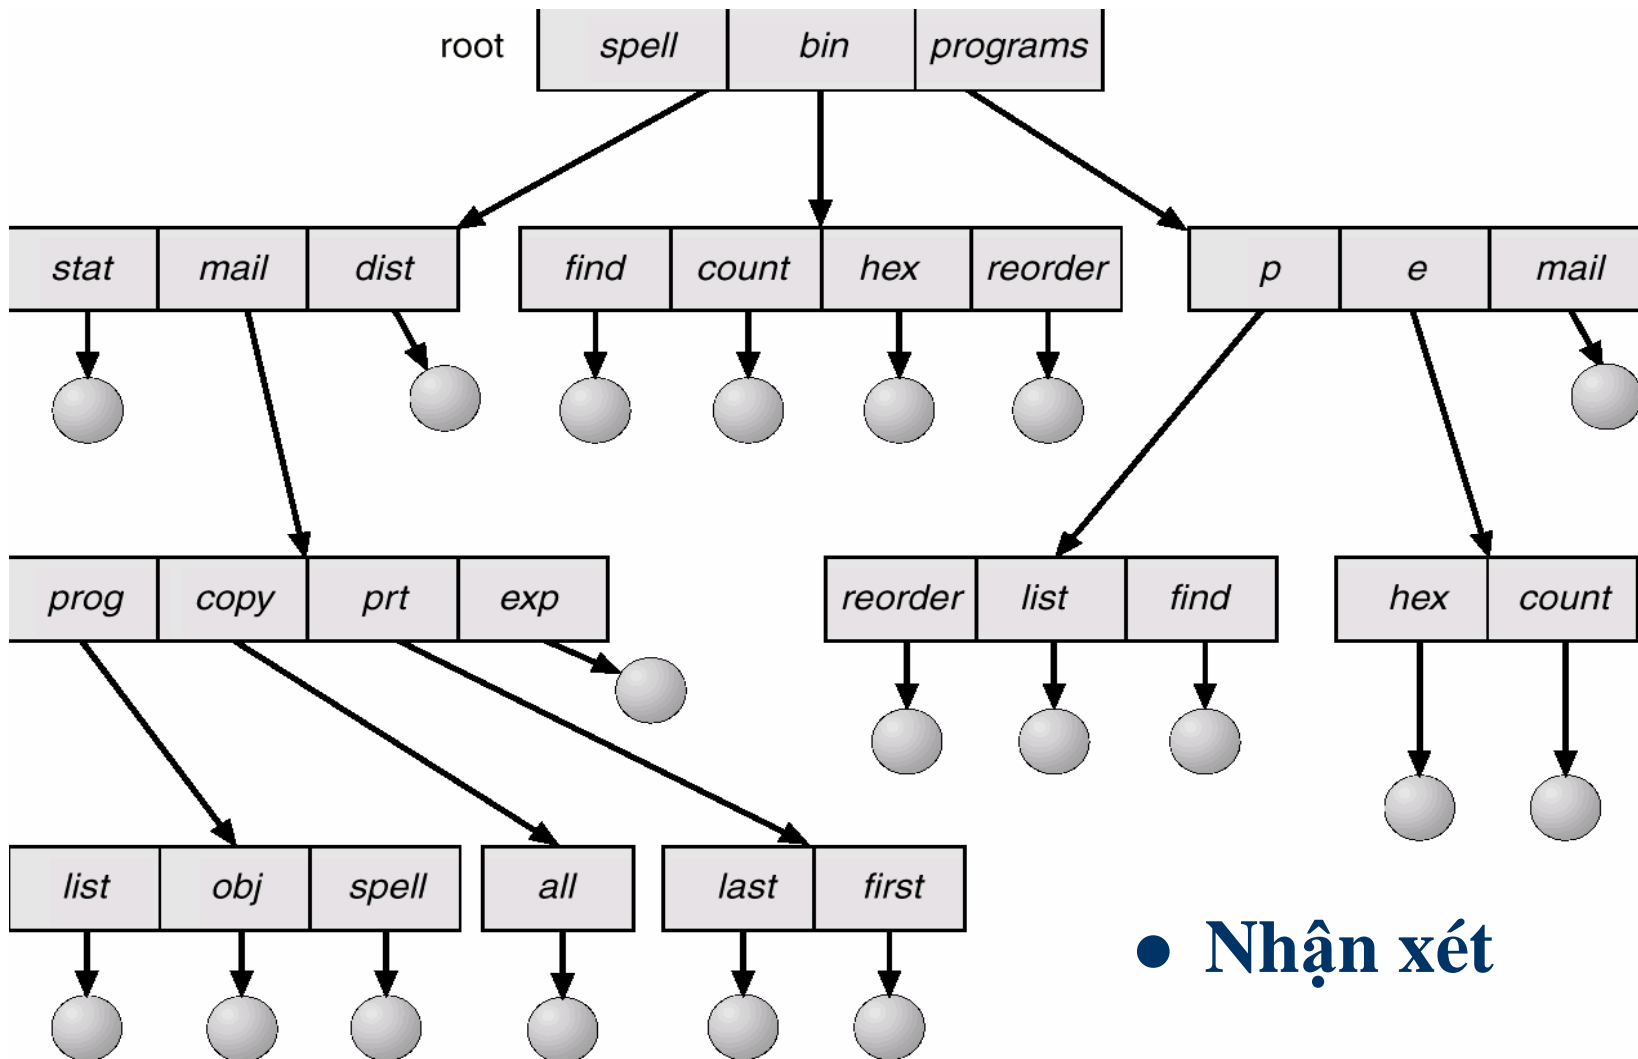 root spell bin programs
stat mail dist find count hex reorder p e mail
prog copy prt exp reorder list find hex count
list obj spell all last first
• Nhận xét